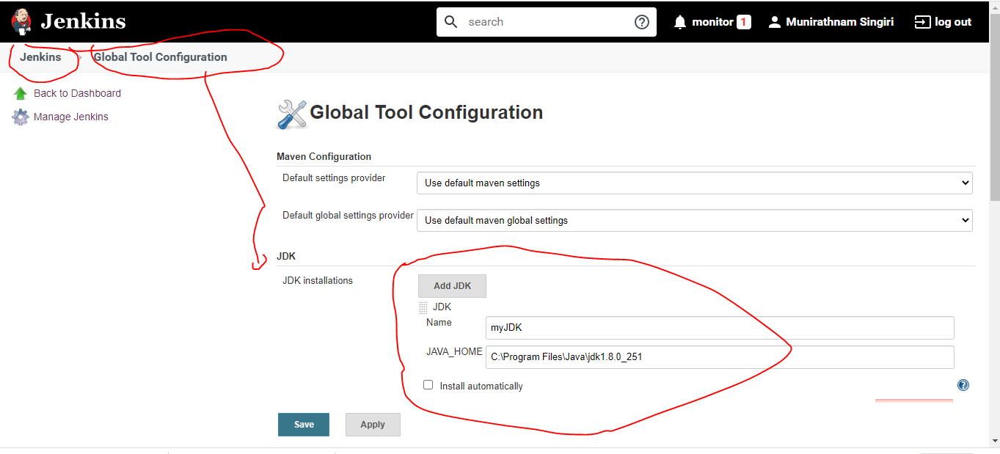 Jenkins
search
monitor 1
Munirathnam Singiri
log out
Jenkins
Global Tool Configuration
Back to Dashboard
Manage Jenkins
Global Tool Configuration
Maven Configuration
Default settings provider
Use default maven settings
Default global settings provider
Use default maven global settings
JDK
JDK installations
Add JDK
JDK
Name
myJDK
JAVA_HOME
C:\Program Files\Java\jdk1.8.0_251
Install automatically
Save
Apply